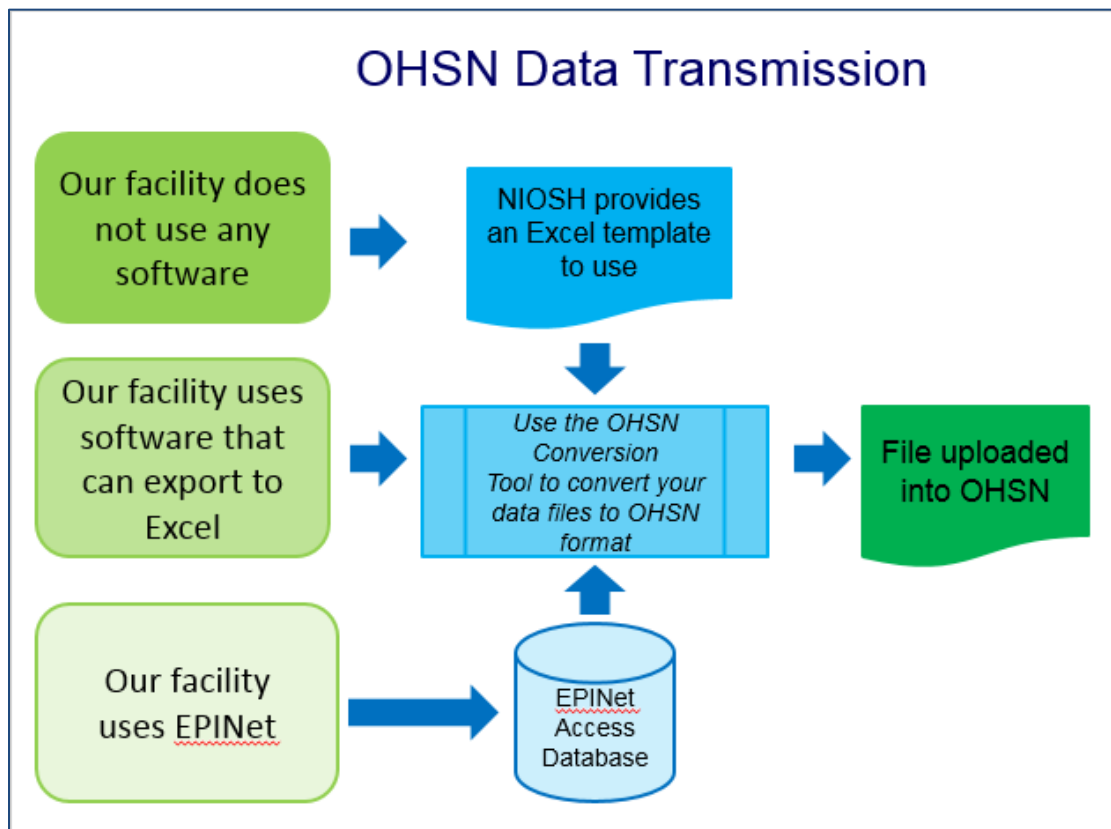 OHSN Data Transmission
Our facility does
not use any
software
NIOSH provides
an Excel template
to use
Our facility uses
software that
can export to
Excel
Use the OHSN
Conversion
Tool to convert your
data files to OHSN
format
File uploaded
into OHSN
Our facility
uses EPINet
EPINet
Access
Database